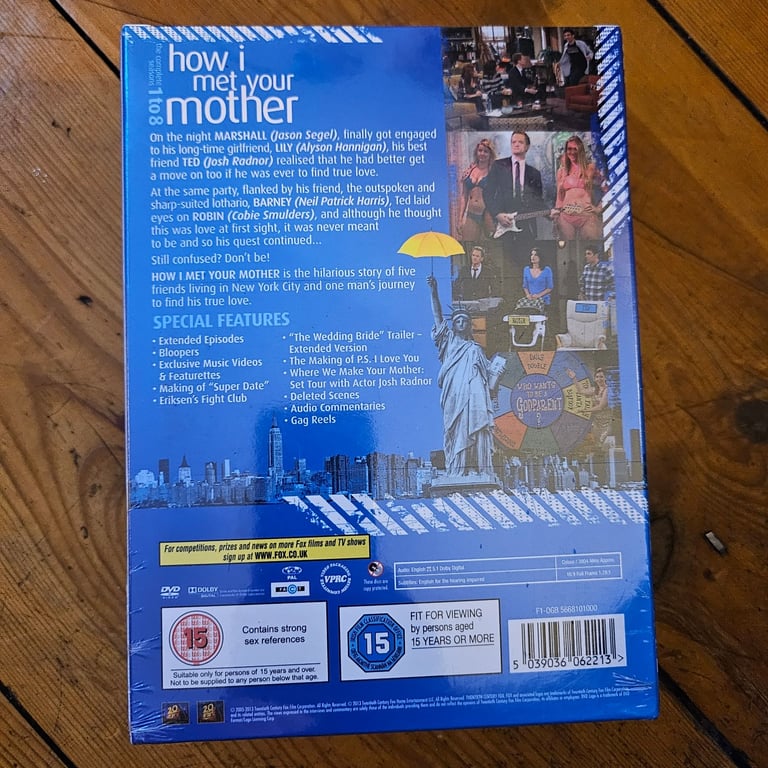 the complete seasons 1 to 8
how i
met your
mother
On the night MARSHALL (Jason Segel), finally got engaged
to his long-time girlfriend, LILY (Alyson Hannigan), his best
friend TED (Josh Radnor) realised that he had better get
a move on too if he was ever to find true love.
At the same party, flanked by his friend, the outspoken and
sharp-suited lothario, BARNEY (Neil Patrick Harris), Ted laid
eyes on ROBIN (Cobie Smulders), and although he thought
this was love at first sight, it was never meant
to be and so his quest continued...
Still confused? Don't be!
HOW I MET YOUR MOTHER is the hilarious story of five
friends living in New York City and one man's journey
to find his true love.
SPECIAL FEATURES
• Extended Episodes
• Bloopers
• Exclusive Music Videos
& Featurettes
• Making of "Super Date"
• Eriksen's Fight Club
• "The Wedding Bride" Trailer –
Extended Version
• The Making of P.S. I Love You
• Where We Make Your Mother:
Set Tour with Actor Josh Radnor
• Deleted Scenes
• Audio Commentaries
• Gag Reels
WHO WANTS
TO BE A
GODPARENT
?
For competitions, prizes and news on more Fox films and TV shows
sign up at WWW.FOX.CO.UK
DVD
DOLBY
DIGITAL
PAL
FACT
VPRC
These discs are
copy protected.
Audio: English 5.1 Dolby Digital
Subtitles: English for the hearing impaired
Colour / 3904 Mins Approx.
16:9 Full Frame 1.78:1
15
Contains strong
sex references
Suitable only for persons of 15 years and over.
Not to be supplied to any person below that age.
15
FIT FOR VIEWING
by persons aged
15 YEARS OR MORE
F1-OGB 5668101000
5 039036 062213 >